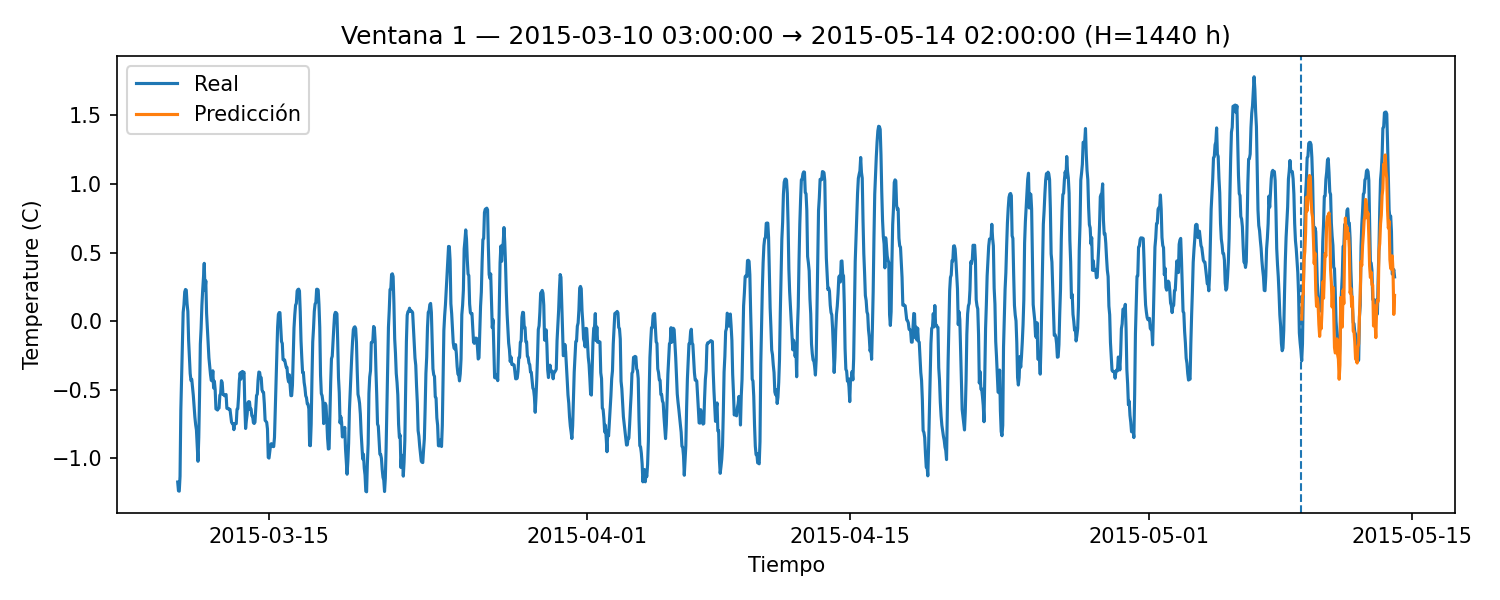 Ventana 1 — 2015-03-10 03:00:00 → 2015-05-14 02:00:00 (H=1440 h)
Real
Predicción
Temperature (C)
1.5
1.0
0.5
0.0
−0.5
−1.0
2015-03-15
2015-04-01
2015-04-15
2015-05-01
2015-05-15
Tiempo